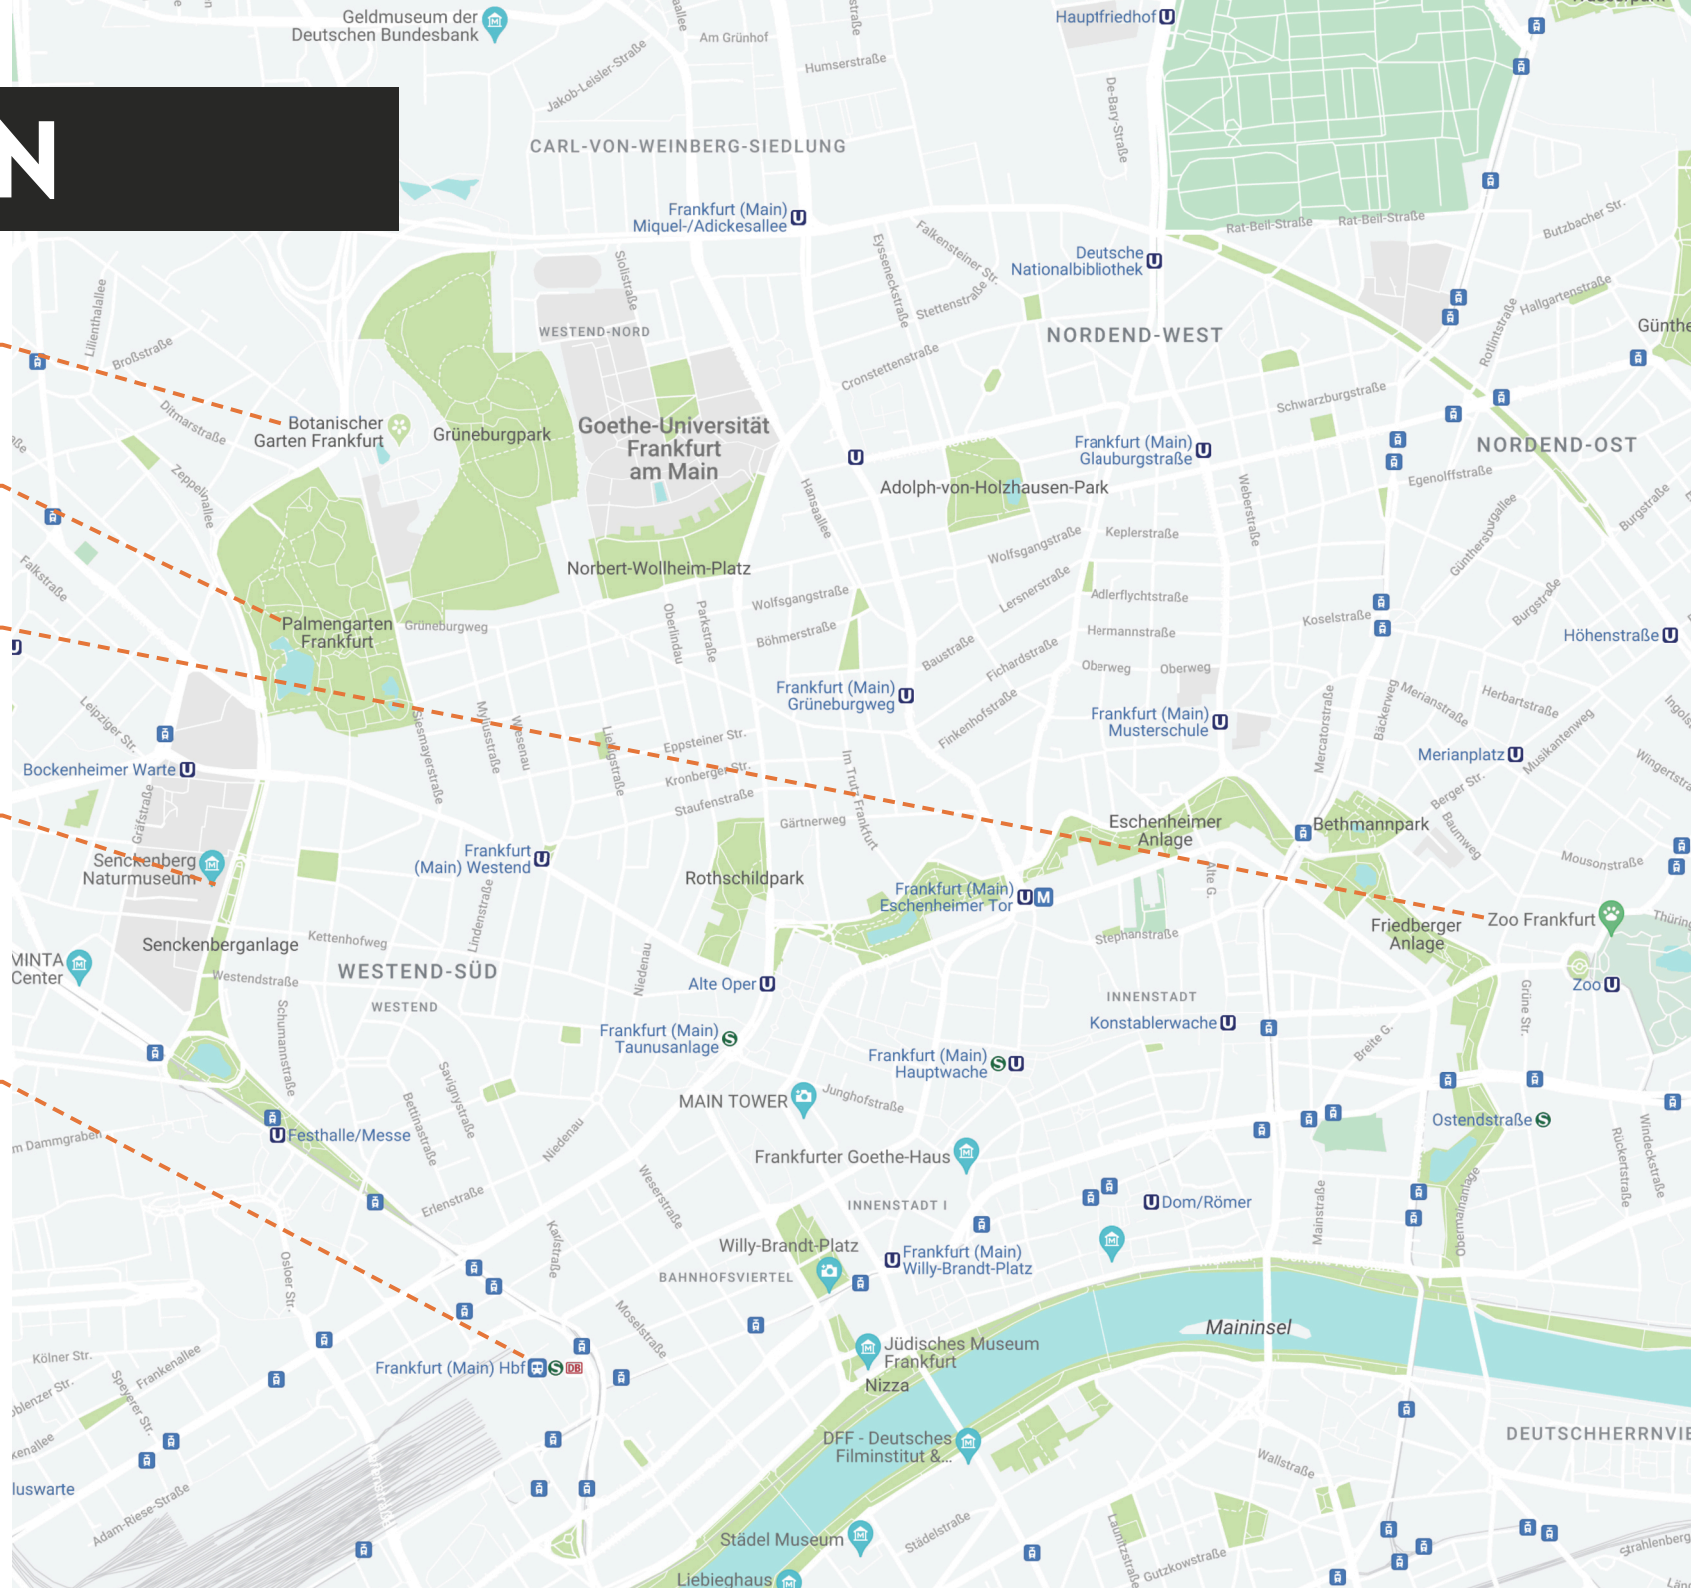 Geldmuseum der
Deutschen Bundesbank
Jakob-Leisler-Straße
Am Grünhof
Humserstraße
Hauptfriedhof
De-Bary-Straße
N
CARL-VON-WEINBERG-SIEDLUNG
Frankfurt (Main)
Miquel-/Adickesallee
Rat-Beil-Straße
Rat-Beil-Straße
Butzbacher Str.
Eysseneckstraße
Falkensteiner Str.
Stettenstraße
Deutsche
Nationalbibliothek
Siolistraße
WESTEND-NORD
NORDEND-WEST
Hallgartenstraße
Rotlintstraße
Günthe
Lilienthalallee
Broßstraße
Ditmarstraße
Zeppelinallee
Cronstettenstraße
Schwarzburgstraße
Botanischer
Garten Frankfurt
Grüneburgpark
Goethe-Universität
Frankfurt
am Main
Frankfurt (Main)
Glauburgstraße
NORDEND-OST
Egenolffstraße
Adolph-von-Holzhausen-Park
Hansaallee
Weberstraße
Günthersburgallee
Burgstraße
Wolfsgangstraße
Keplerstraße
Norbert-Wollheim-Platz
Falkstraße
Lersnerstraße
Adlerflychtstraße
Wolfsgangstraße
Burgstraße
Koselstraße
Palmengarten
Frankfurt
Grüneburgweg
Oberlindau
Parkstraße
Böhmerstraße
Baustraße
Fichardstraße
Hermannstraße
Höhenstraße
Oberweg
Oberweg
Frankfurt (Main)
Grüneburgweg
Finkenhofstraße
Frankfurt (Main)
Musterschule
Mercatorstraße
Bäckerweg
Merianstraße
Herbartstraße
Musikantenweg
Merianplatz
Leipziger Str.
Siesmayerstraße
Myliusstraße
Wiesenau
Liebigstraße
Eppsteiner Str.
Kronberger Str.
Staufenstraße
Im Trutz Frankfurt
Gärtnerweg
Bockenheimer Warte
Gräfstraße
Berger Str.
Baumweg
Mousonstraße
Eschenheimer
Anlage
Bethmannpark
Senckenberg
Naturmuseum
Frankfurt
(Main) Westend
Rothschildpark
Frankfurt (Main)
Eschenheimer Tor
M
Alte G.
Stephanstraße
Friedberger
Anlage
Zoo Frankfurt
Zoo
Senckenberganlage
Kettenhofweg
Lindenstraße
Niedenau
MINTA
Center
Westendstraße
WESTEND-SÜD
WESTEND
Alte Oper
INNENSTADT
Konstablerwache
Grüne Str.
Breite G.
Schumannstraße
Frankfurt (Main)
Taunusanlage
Frankfurt (Main)
Hauptwache
Savignystraße
Bettinastraße
MAIN TOWER
Junghofstraße
Ostendstraße
Festhalle/Messe
m Dammgraben
Niedenau
Frankfurter Goethe-Haus
Rückertstraße
Windeckstraße
Erlenstraße
Weserstraße
INNENSTADT I
Dom/Römer
Mainstraße
Obermainanlage
Karlstraße
Willy-Brandt-Platz
BAHNHOFSVIERTEL
Frankfurt (Main)
Willy-Brandt-Platz
Osloer Str.
Moselstraße
Maininsel
Jüdisches Museum
Frankfurt
Nizza
Frankfurt (Main) Hbf
DB
Kölner Str.
Frankenallee
Speyerer Str.
DFF - Deutsches
Filminstitut &...
DEUTSCHHERRNVIE
Wallstraße
luswarte
Adam-Riese-Straße
Städel Museum
Städelstraße
Launitzstraße
Gutzkowstraße
Liebieghaus